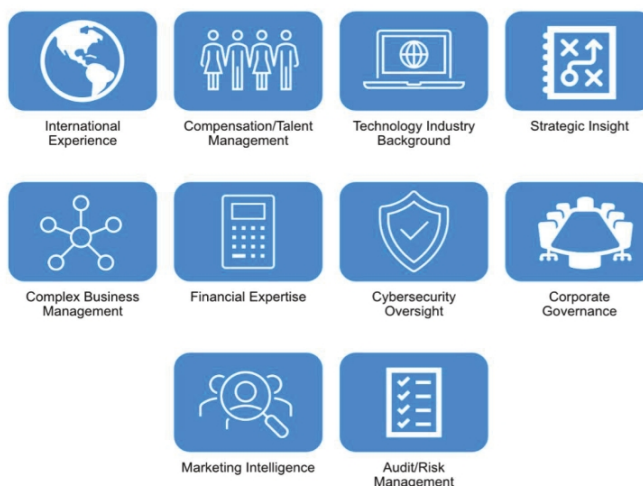 International
Experience
Compensation/Talent
Management
Technology Industry
Background
Strategic Insight
Complex Business
Management
Financial Expertise
Cybersecurity
Oversight
Corporate
Governance
Marketing Intelligence
Audit/Risk
Management